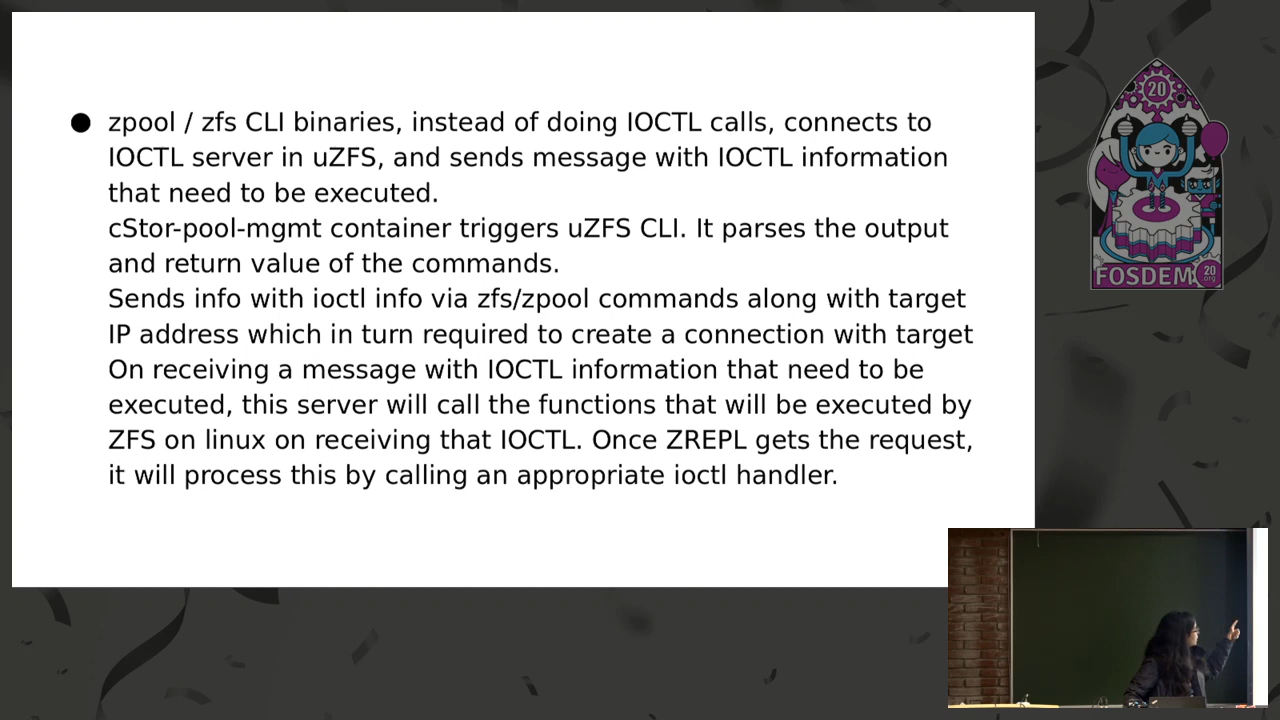 ● zpool / zfs CLI binaries, instead of doing IOCTL calls, connects to
IOCTL server in uZFS, and sends message with IOCTL information
that need to be executed.
cStor-pool-mgmt container triggers uZFS CLI. It parses the output
and return value of the commands.
Sends info with ioctl info via zfs/zpool commands along with target
IP address which in turn required to create a connection with target
On receiving a message with IOCTL information that need to be
executed, this server will call the functions that will be executed by
ZFS on linux on receiving that IOCTL. Once ZREPL gets the request,
it will process this by calling an appropriate ioctl handler.
20
FOSDEM
20
org